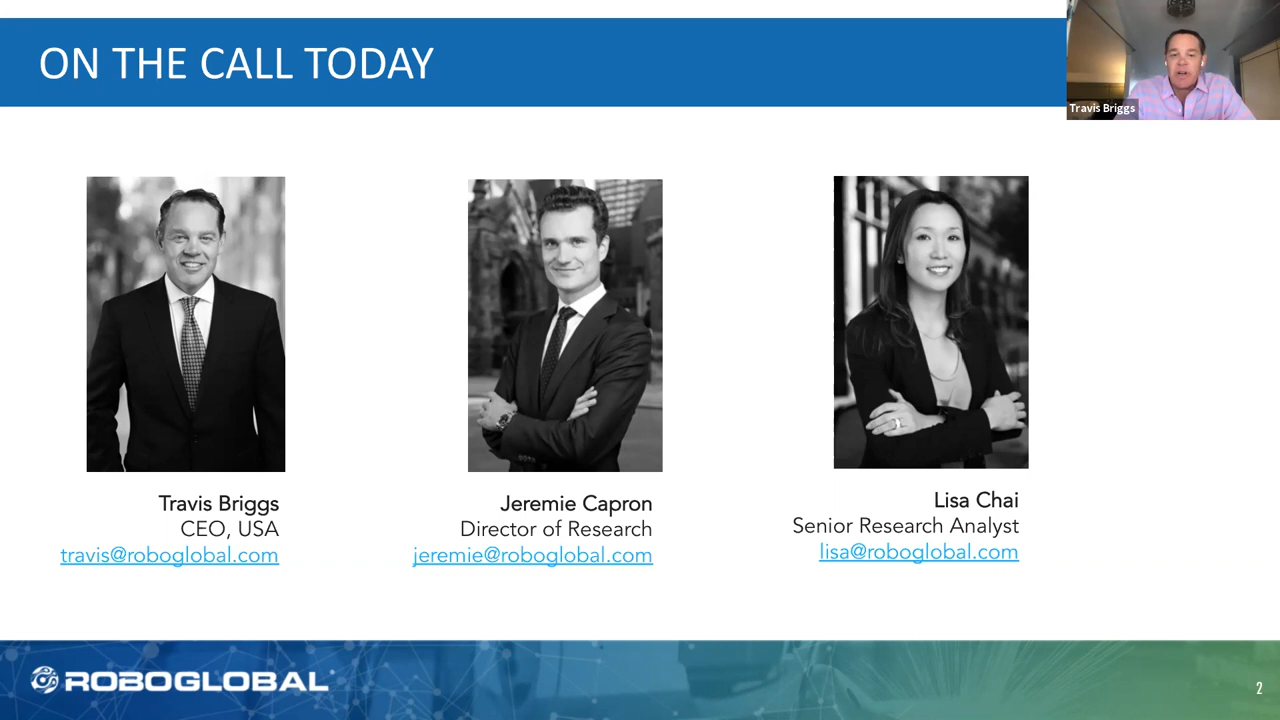 ON THE CALL TODAY
Travis Briggs
Travis Briggs
CEO, USA
travis@roboglobal.com
Jeremie Capron
Director of Research
jeremie@roboglobal.com
Lisa Chai
Senior Research Analyst
lisa@roboglobal.com
ROBOGLOBAL
2